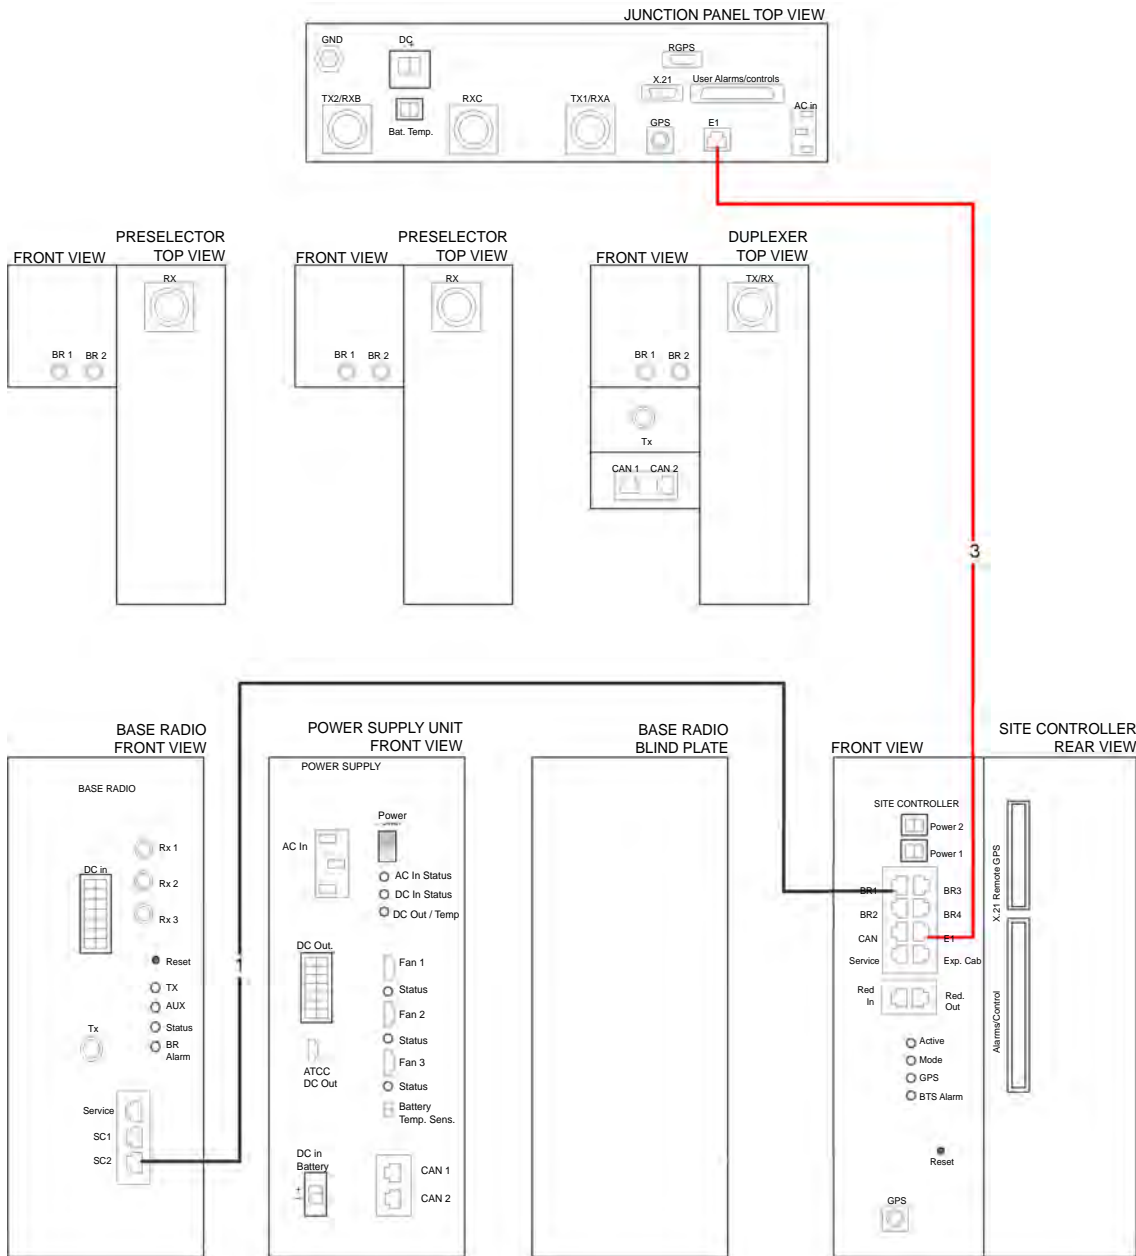 JUNCTION PANEL TOP VIEW
GND
DC
+
RGPS
X.21
User Alarms/controls
TX2/RXB
Bat. Temp.
RXC
TX1/RXA
GPS
E1
AC in
PRESELECTOR
TOP VIEW
FRONT VIEW
RX
BR 1 BR 2
PRESELECTOR
TOP VIEW
FRONT VIEW
RX
BR 1 BR 2
DUPLEXER
TOP VIEW
FRONT VIEW
TX/RX
BR 1 BR 2
Tx
CAN 1 CAN 2
3
BASE RADIO
FRONT VIEW
BASE RADIO
Rx 1
DC in
Rx 2
Rx 3
Reset
TX
AUX
Status
Tx
BR
Alarm
Service
SC1
SC2
1
POWER SUPPLY UNIT
FRONT VIEW
POWER SUPPLY
Power
AC In
AC In Status
DC In Status
DC Out / Temp
DC Out.
Fan 1
Status
Fan 2
Status
Fan 3
ATCC
DC Out
Status
Battery
Temp. Sens.
DC in
Battery
+
CAN 1
CAN 2
BASE RADIO
BLIND PLATE
FRONT VIEW
SITE CONTROLLER
REAR VIEW
SITE CONTROLLER
Power 2
Power 1
BR1
BR3
BR2
BR4
CAN
E1
Service
Exp. Cab
Red
In
Red.
Out
Active
Mode
GPS
BTS Alarm
Reset
GPS
X.21 Remote GPS
Alarms/Control